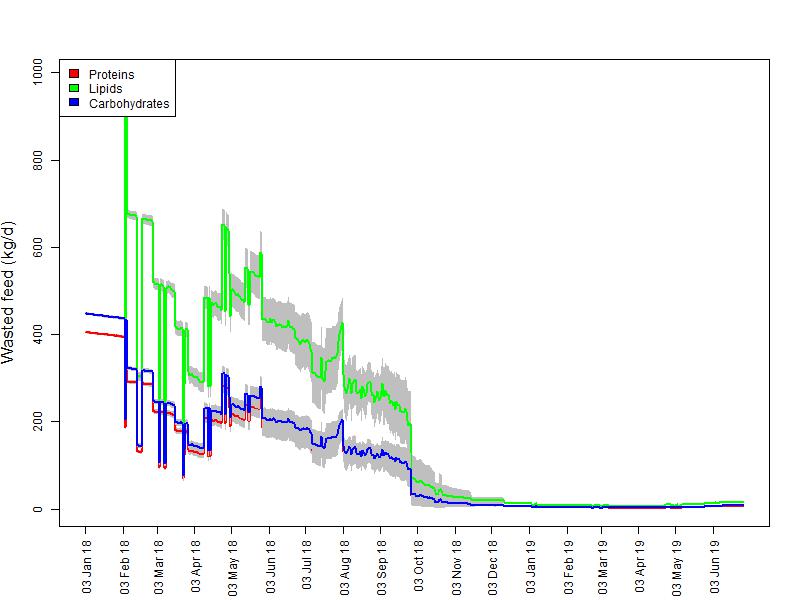 Proteins
Lipids
Carbohydrates
Wasted feed (kg/d)
1000
800
600
400
200
0
03 Jan 18
03 Feb 18
03 Mar 18
03 Apr 18
03 May 18
03 Jun 18
03 Jul 18
03 Aug 18
03 Sep 18
03 Oct 18
03 Nov 18
03 Dec 18
03 Jan 19
03 Feb 19
03 Mar 19
03 Apr 19
03 May 19
03 Jun 19